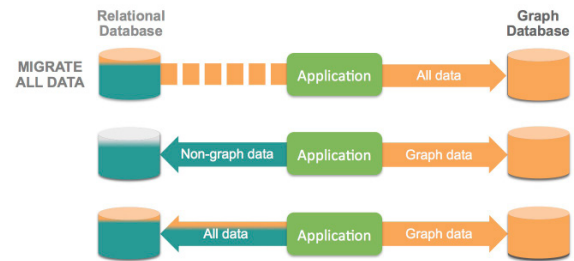 Relational
Database
Graph
Database
MIGRATE
ALL DATA
Application
All data
Non-graph data
Application
Graph data
All data
Application
Graph data